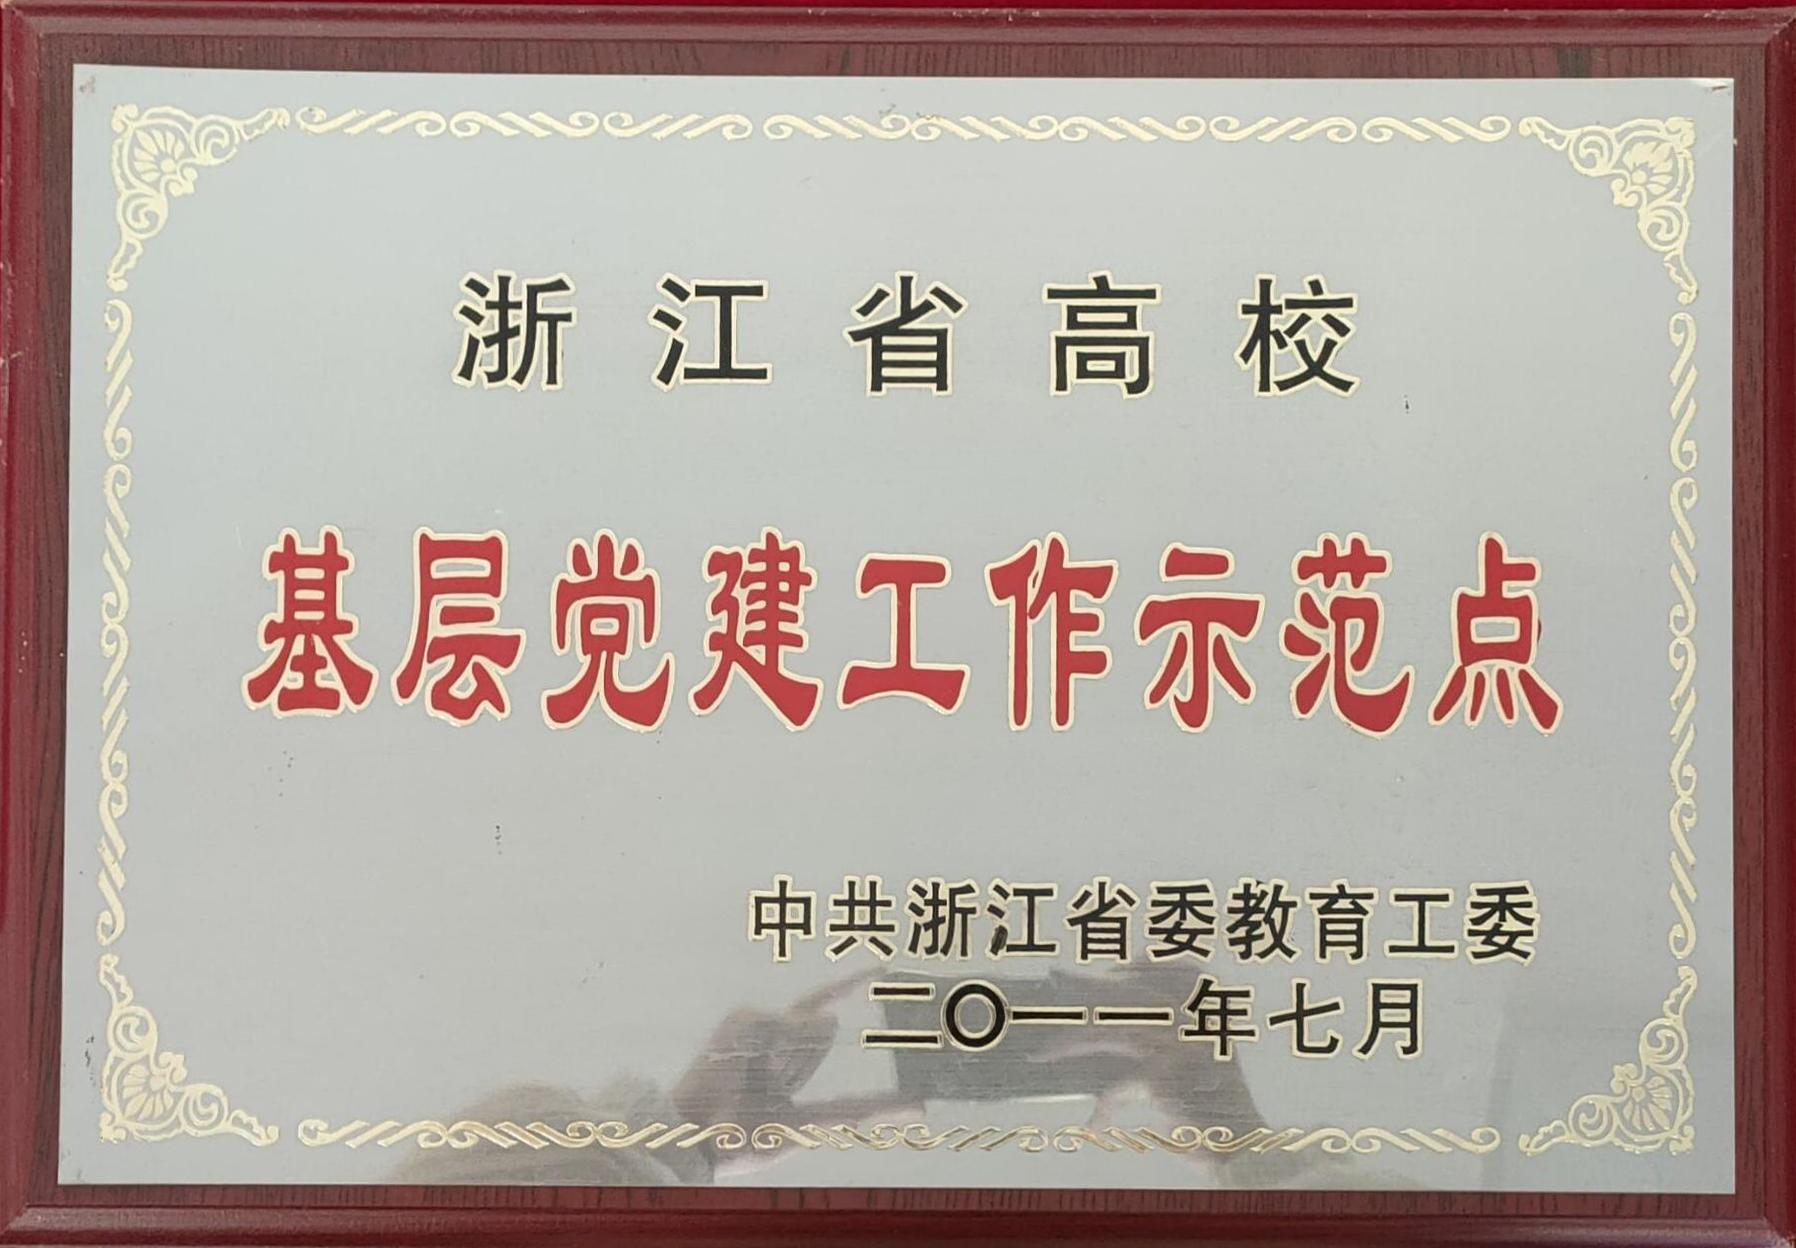 浙江省高校
基层党建工作示范点
中共浙江省委教育工委
二〇一一年七月